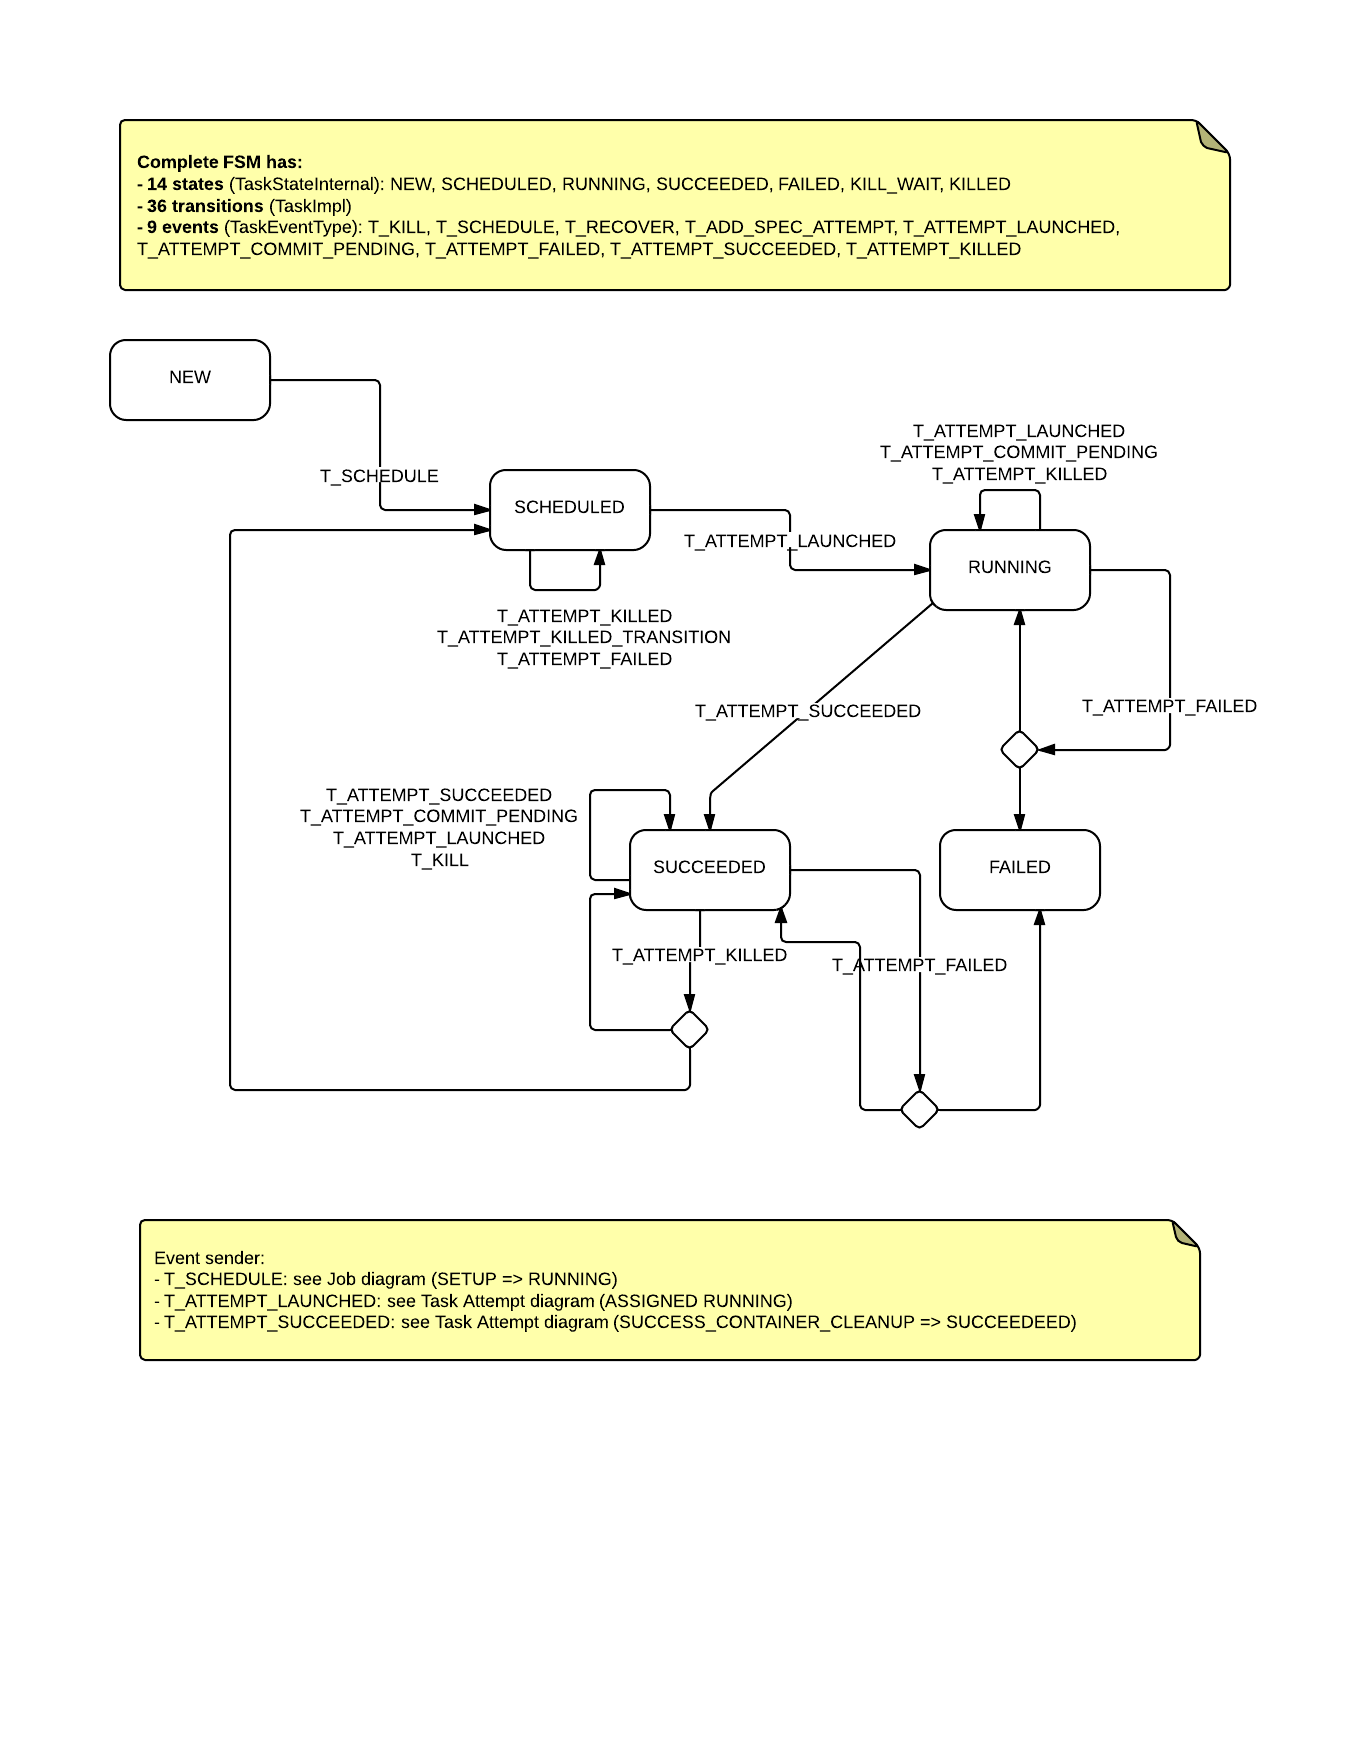 Complete FSM has:
- 14 states (TaskStateInternal): NEW, SCHEDULED, RUNNING, SUCCEEDED, FAILED, KILL_WAIT, KILLED
- 36 transitions (TaskImpl)
- 9 events (TaskEventType): T_KILL, T_SCHEDULE, T_RECOVER, T_ADD_SPEC_ATTEMPT, T_ATTEMPT_LAUNCHED,
T_ATTEMPT_COMMIT_PENDING, T_ATTEMPT_FAILED, T_ATTEMPT_SUCCEEDED, T_ATTEMPT_KILLED
NEW
T_ATTEMPT_LAUNCHED
T_ATTEMPT_COMMIT_PENDING
T_ATTEMPT_KILLED
T_SCHEDULE
SCHEDULED
T_ATTEMPT_LAUNCHED
RUNNING
T_ATTEMPT_KILLED
T_ATTEMPT_KILLED_TRANSITION
T_ATTEMPT_FAILED
T_ATTEMPT_SUCCEEDED
T_ATTEMPT_FAILED
T_ATTEMPT_SUCCEEDED
T_ATTEMPT_COMMIT_PENDING
T_ATTEMPT_LAUNCHED
T_KILL
SUCCEEDED
FAILED
T_ATTEMPT_KILLED
T_ATTEMPT_FAILED
Event sender:
- T_SCHEDULE: see Job diagram (SETUP => RUNNING)
- T_ATTEMPT_LAUNCHED: see Task Attempt diagram (ASSIGNED RUNNING)
- T_ATTEMPT_SUCCEEDED: see Task Attempt diagram (SUCCESS_CONTAINER_CLEANUP => SUCCEEDEED)